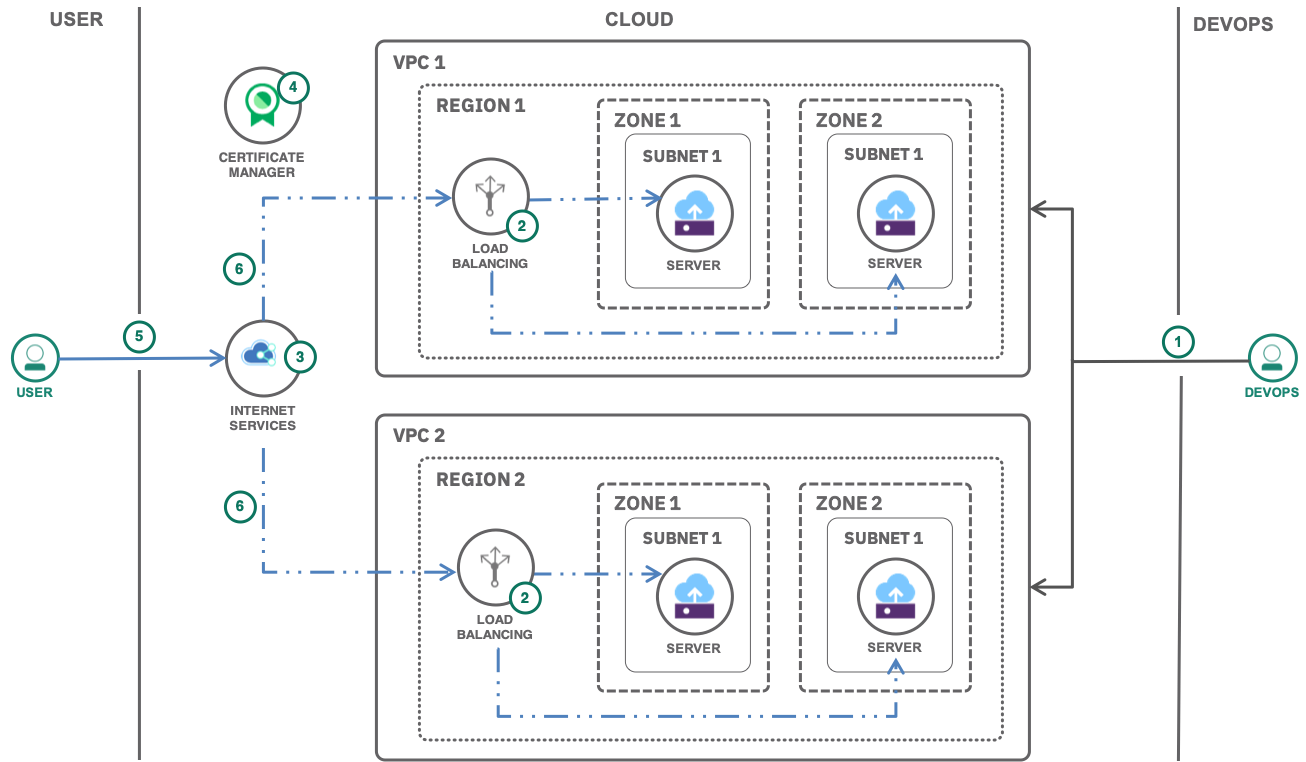 USER
CLOUD
DEVOPS
VPC 1
REGION 1
ZONE 1
SUBNET 1
SERVER
ZONE 2
SUBNET 1
SERVER
4
CERTIFICATE
MANAGER
2
LOAD
BALANCING
6
5
3
1
USER
INTERNET
SERVICES
DEVOPS
6
VPC 2
REGION 2
ZONE 1
SUBNET 1
SERVER
ZONE 2
SUBNET 1
SERVER
2
LOAD
BALANCING